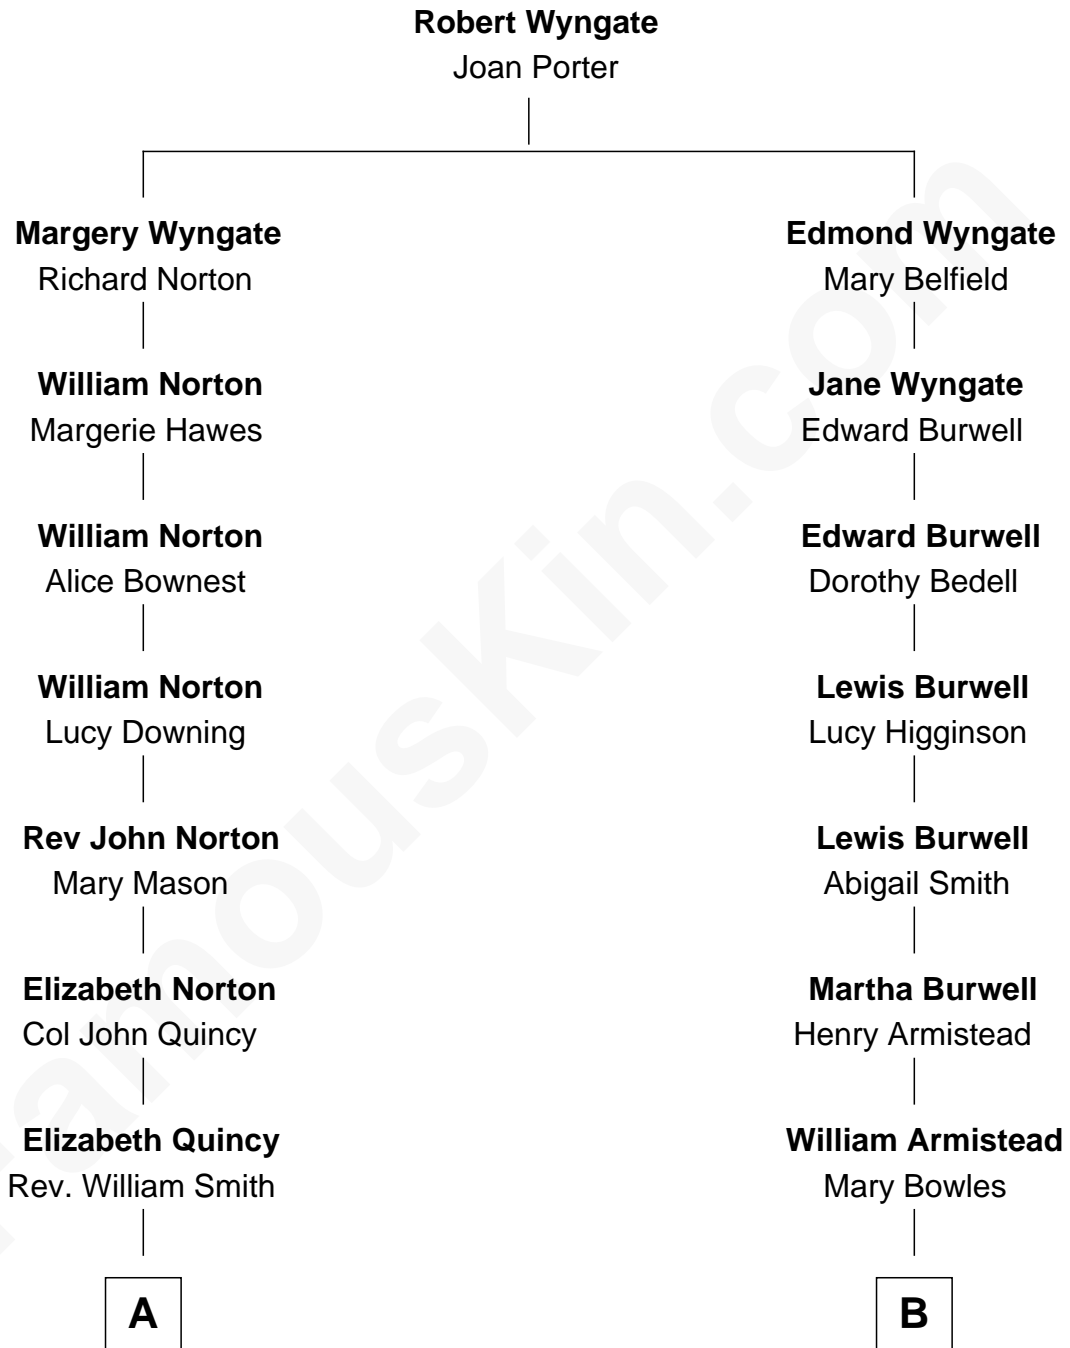 Robert Wyngate
Joan Porter
Margery Wyngate
Richard Norton
Edmond Wyngate
Mary Belfield
William Norton
Margerie Hawes
Jane Wyngate
Edward Burwell
William Norton
Alice Bownest
Edward Burwell
Dorothy Bedell
William Norton
Lucy Downing
Lewis Burwell
Lucy Higginson
Rev John Norton
Mary Mason
Lewis Burwell
Abigail Smith
Elizabeth Norton
Col John Quincy
Martha Burwell
Henry Armistead
Elizabeth Quincy
Rev. William Smith
William Armistead
Mary Bowles
A
B
FamousKin.com